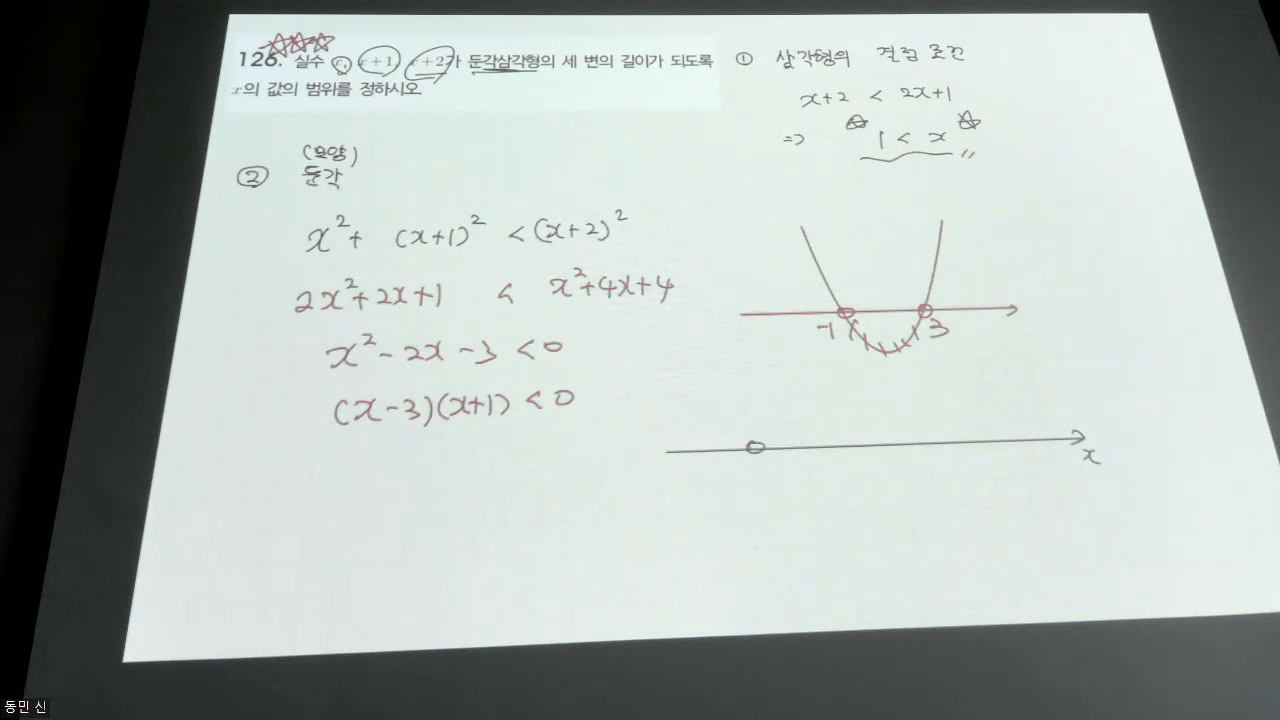 126. 실수 x, x+1, x+2가 둔각삼각형의 세 변의 길이가 되도록
x의 값의 범위를 정하시오.
① 삼각형의 결정 조건
x+2 < 2x+1
⇒ 1 < x
(모양)
② 둔각
x²+ (x+1)² < (x+2)²
2x²+2x+1 < x²+4x+4
x²-2x-3 <0
(x-3)(x+1) <0
-1 3
x
동민 신